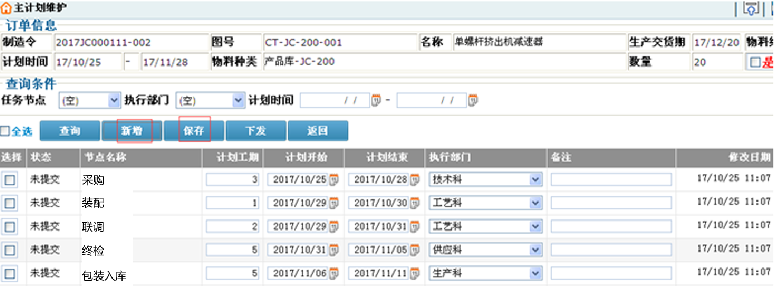 主计划维护
订单信息
制造令 2017JC000111-002 图号 CT-JC-200-001 名称 单螺杆挤出机减速器 生产交货期 17/12/20
计划时间 17/10/25 - 17/11/28 物料种类 产品库-JC-200 数量 20
查询条件
任务节点 (空) 执行部门 (空) 计划时间 / / - / /
全选 查询 新增 保存 下发 返回
选择 状态 节点名称 计划工期 计划开始 计划结束 执行部门 备注 修改日期
未提交 采购 3 2017/10/25 2017/10/28 技术科 17/10/25 11:07
未提交 装配 1 2017/10/29 2017/10/30 工艺科 17/10/25 11:07
未提交 联调 2 2017/10/29 2017/10/31 工艺科 17/10/25 11:07
未提交 终检 5 2017/10/31 2017/11/05 供应科 17/10/25 11:07
未提交 包装入库 5 2017/11/06 2017/11/11 生产科 17/10/25 11:07